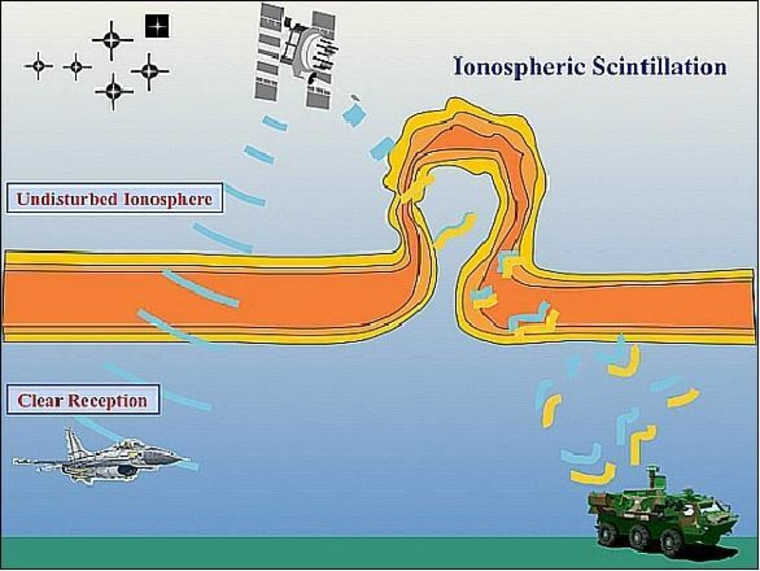 Ionospheric Scintillation
Undisturbed Ionosphere
Clear Reception